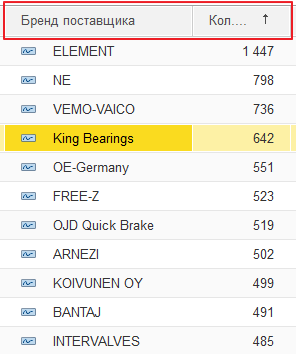 Бренд поставщика Кол.... ↑
ELEMENT 1 447
NE 798
VEMO-VAICO 736
King Bearings 642
OE-Germany 551
FREE-Z 523
OJD Quick Brake 519
ARNEZI 502
KOIVUNEN OY 499
BANTAJ 491
INTERVALVES 485